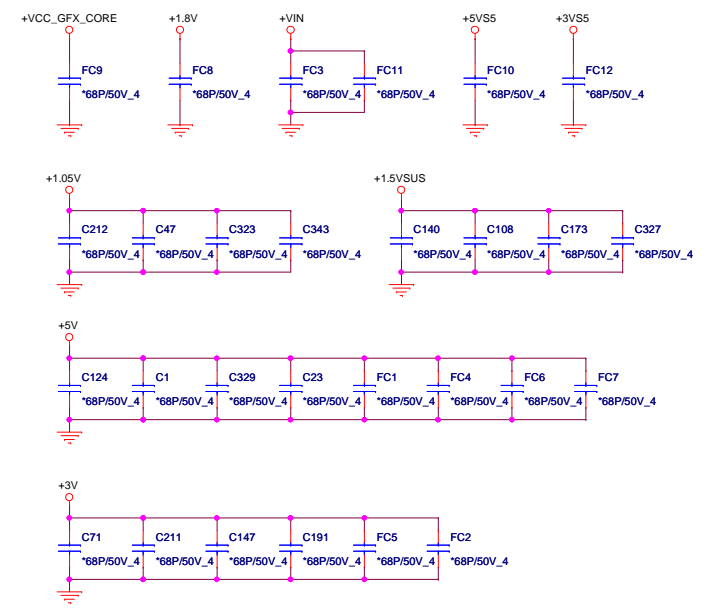 +VCC_GFX_CORE +1.8V +VIN +5VS5 +3VS5
FC9 FC8 FC3 FC11 FC10 FC12
*68P/50V_4 *68P/50V_4 *68P/50V_4 *68P/50V_4 *68P/50V_4 *68P/50V_4
+1.05V +1.5VSUS
C212 C47 C323 C343 C140 C108 C173 C327
*68P/50V_4 *68P/50V_4 *68P/50V_4 *68P/50V_4 *68P/50V_4 *68P/50V_4 *68P/50V_4 *68P/50V_4
+5V
C124 C1 C329 C23 FC1 FC4 FC6 FC7
*68P/50V_4 *68P/50V_4 *68P/50V_4 *68P/50V_4 *68P/50V_4 *68P/50V_4 *68P/50V_4 *68P/50V_4
+3V
C71 C211 C147 C191 FC5 FC2
*68P/50V_4 *68P/50V_4 *68P/50V_4 *68P/50V_4 *68P/50V_4 *68P/50V_4